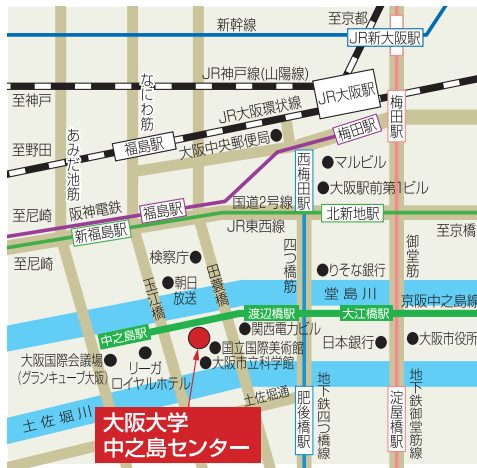 至京都
新幹線
JR新大阪駅
JR神戸線(山陽線)
至神戸
なにわ筋
JR大阪駅
JR大阪環状線
梅田駅
あみだ池筋
至野田
福島駅
大阪中央郵便局
梅田駅
西梅田駅
マルビル
大阪駅前第1ビル
至尼崎
阪神電鉄
福島駅
国道2号線
北新地駅
新福島駅
JR東西線
至京橋
至尼崎
検察庁
四つ橋筋
御堂筋
玉江橋
朝日
放送
田蓑橋
りそな銀行
堂島川
京阪中之島線
渡辺橋駅
大江橋駅
中之島駅
関西電力ビル
日本銀行
大阪市役所
国立国際美術館
大阪市立科学館
大阪国際会議場
(グランキューブ大阪)
リーガ
ロイヤルホテル
土佐堀通
土佐堀川
肥後橋駅
地下鉄四つ橋線
淀屋橋駅
地下鉄御堂筋線
大阪大学
中之島センター